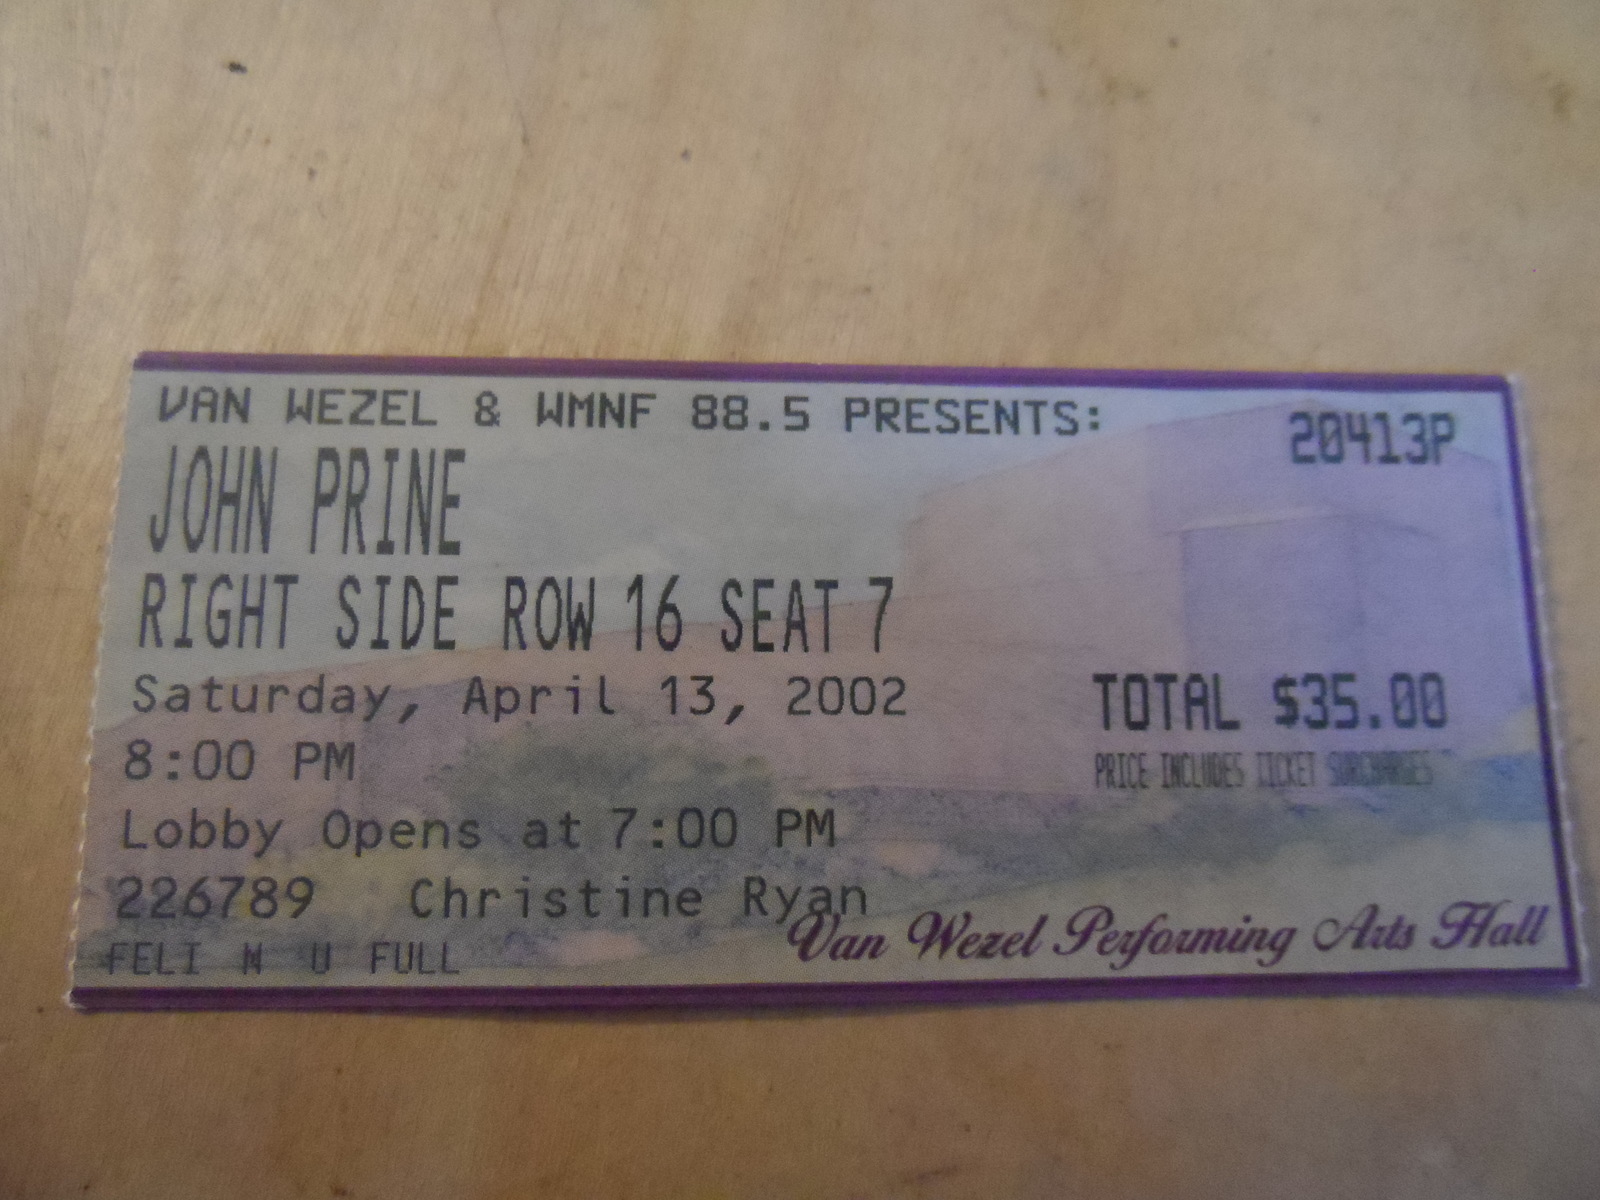 VAN WEZEL & WMNF 88.5 PRESENTS:
20413P
JOHN PRINE
RIGHT SIDE ROW 16 SEAT 7
Saturday, April 13, 2002
TOTAL $35.00
8:00 PM
PRICE INCLUDES TICKET SURCHARGES
Lobby Opens at 7:00 PM
226789 Christine Ryan
Van Wezel Performing Arts Hall
FELI N U FULL